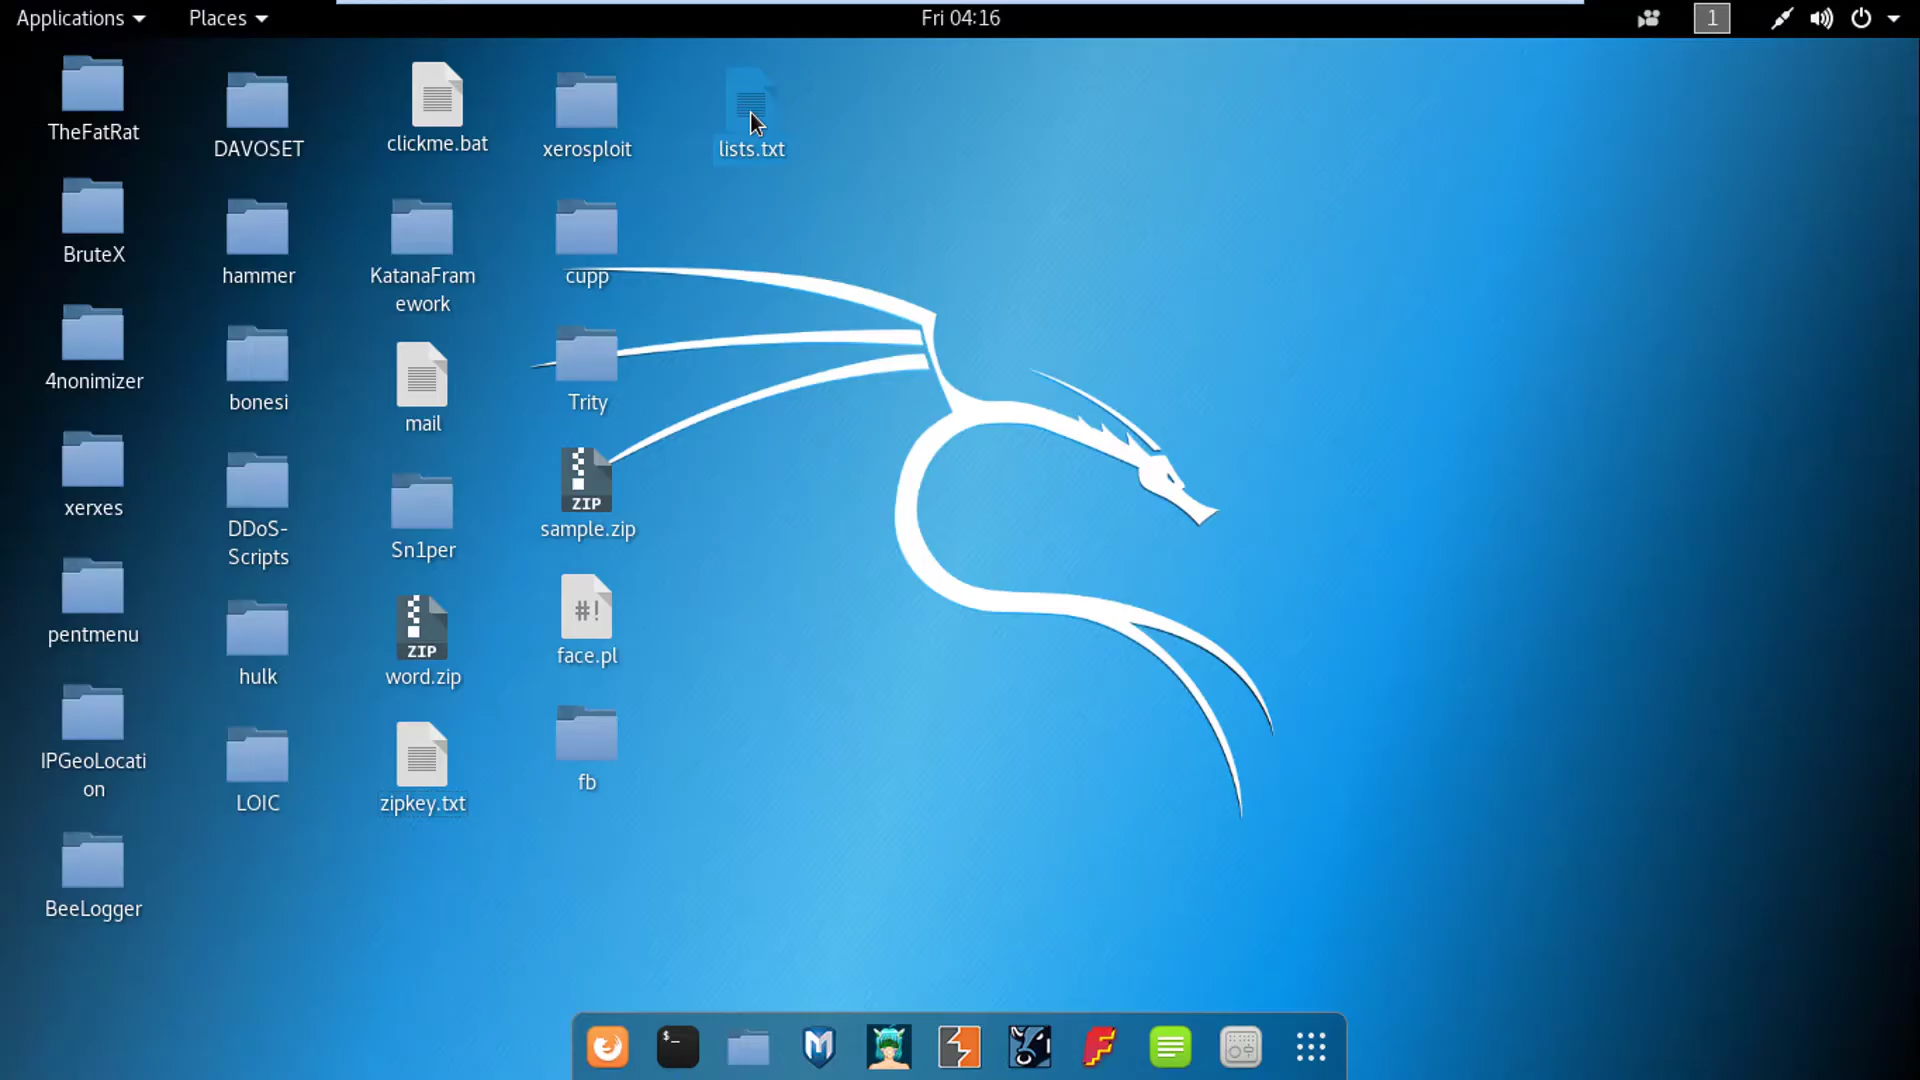 Applications
Places
Fri 04:16
1
TheFatRat
BruteX
4nonimizer
xerxes
pentmenu
IPGeoLocati
on
BeeLogger
DAVOSET
hammer
bonesi
DDoS-
Scripts
hulk
LOIC
clickme.bat
KatanaFram
ework
mail
Sn1per
ZIP
word.zip
zipkey.txt
xerosploit
cupp
Trity
ZIP
sample.zip
#!
face.pl
fb
lists.txt
$_